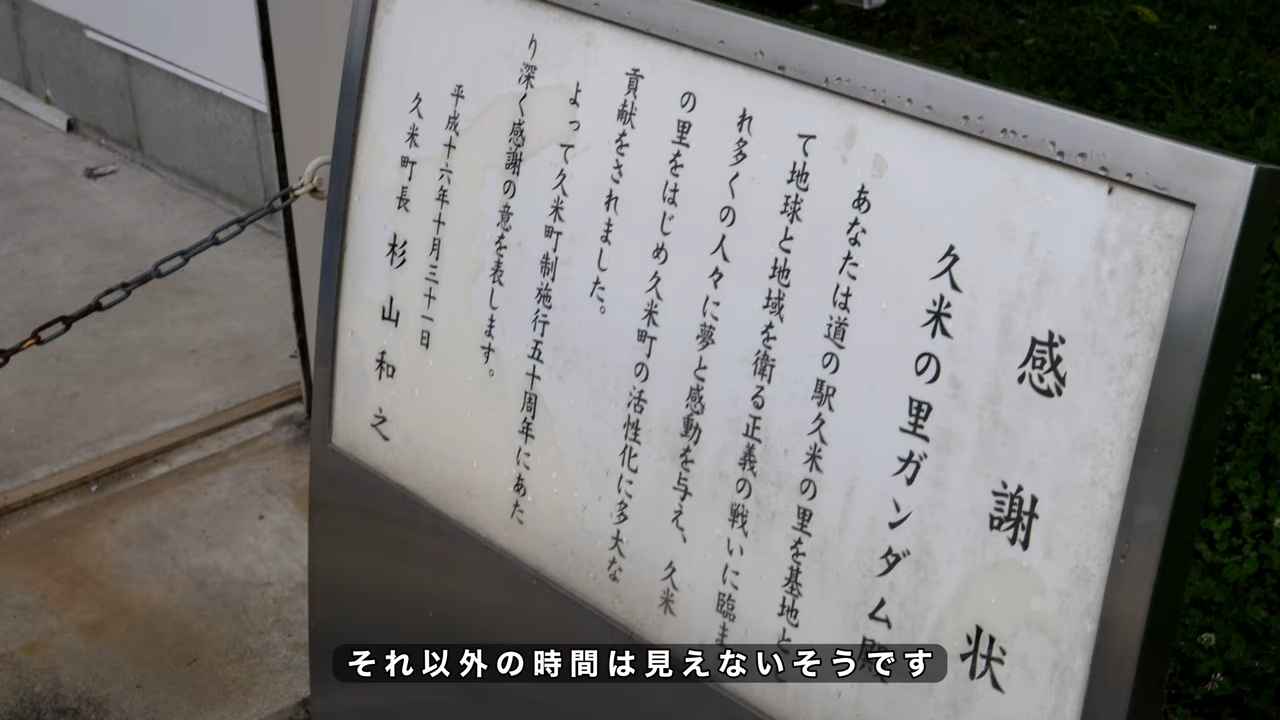 感謝状
久米の里ガンダム殿
あなたは道の駅久米の里を基地と
て地球と地域を衛る正義の戦いに臨ま
れ多くの人々に夢と感動を与え、久米
の里をはじめ久米町の活性化に多大な
貢献をされました。
よって久米町制施行五十周年にあた
り深く感謝の意を表します。
平成十六年十月三十一日
久米町長 杉山和之
それ以外の時間は見えないそうです